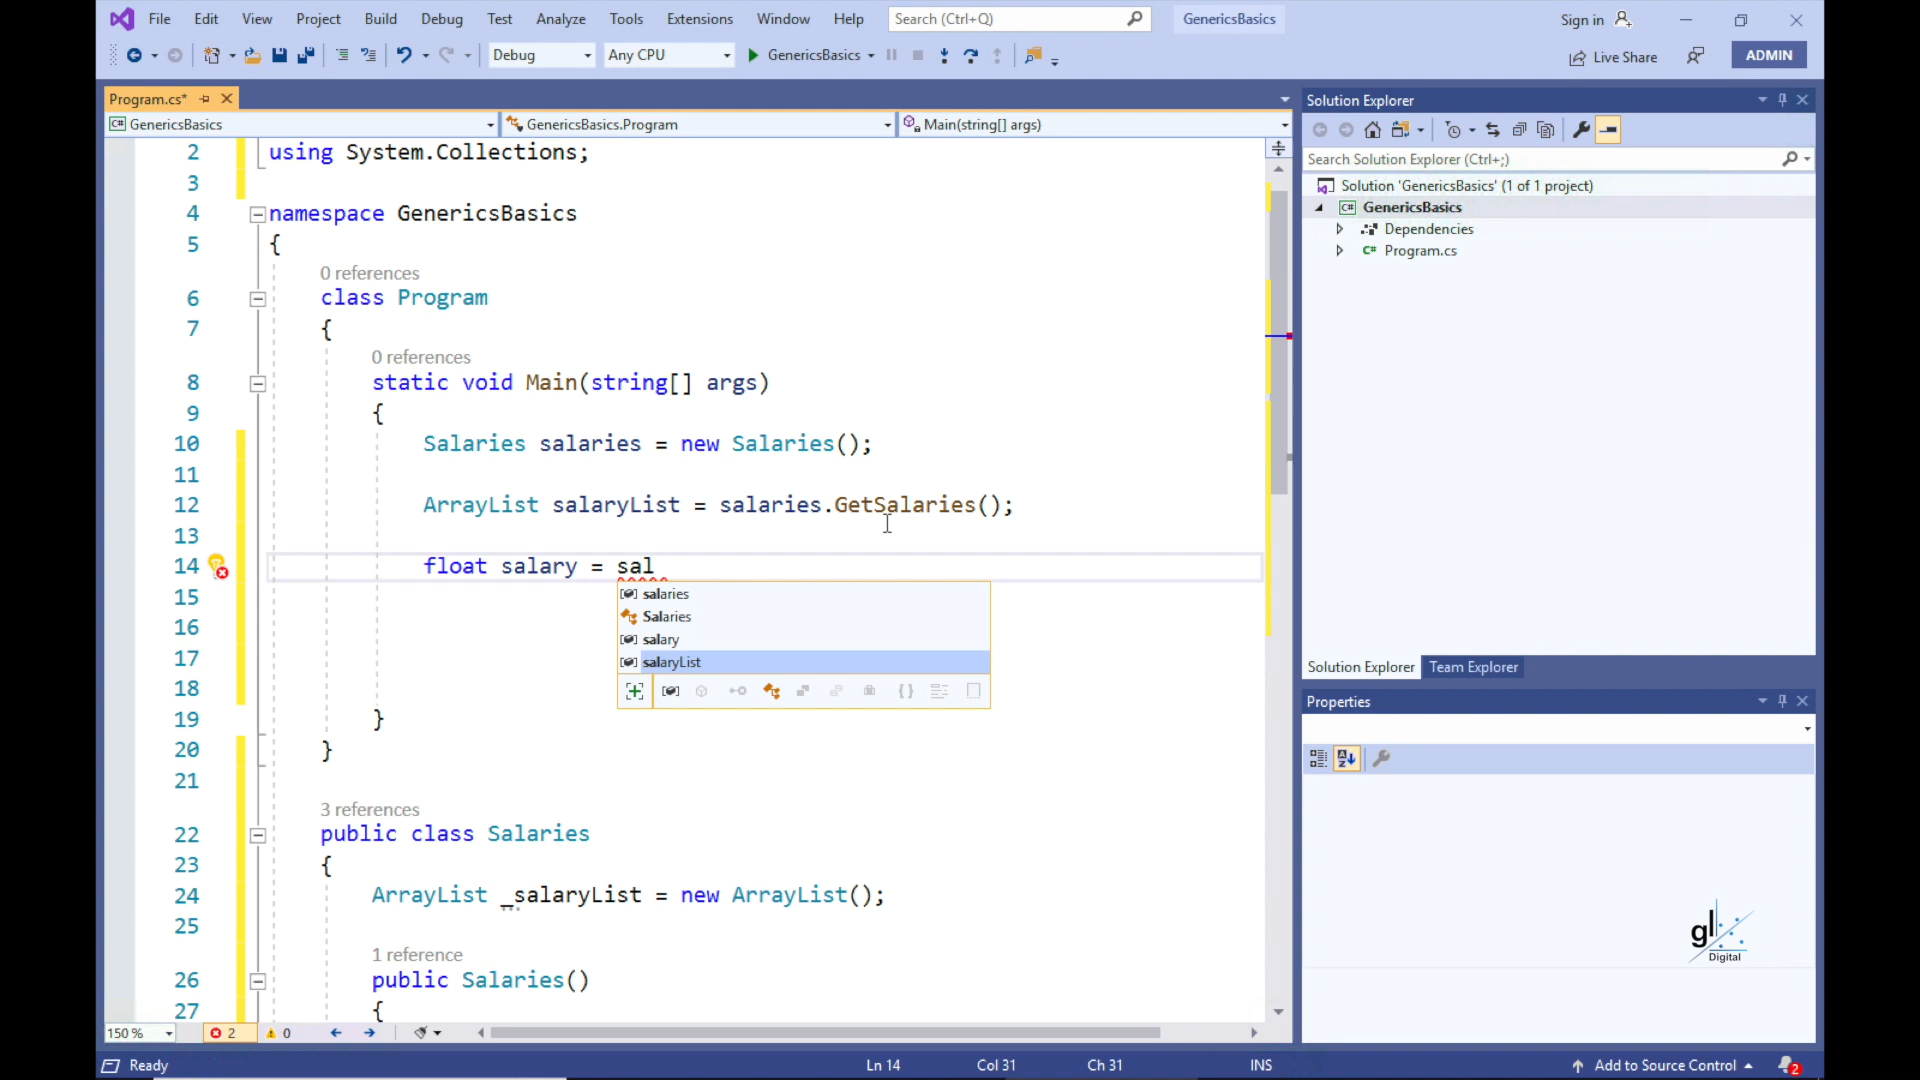 File Edit View Project Build Debug Test Analyze Tools Extensions Window Help Search (Ctrl+Q) GenericsBasics Sign in
Debug Any CPU GenericsBasics Live Share ADMIN
Program.cs*
GenericsBasics GenericsBasics.Program Main(string[] args)
2 using System.Collections;
3
4 namespace GenericsBasics
5 {
0 references
6 class Program
7 {
0 references
8 static void Main(string[] args)
9 {
10 Salaries salaries = new Salaries();
11
12 ArrayList salaryList = salaries.GetSalaries();
13
14 float salary = sal
salaries
Salaries
salary
salaryList
15
16
17
18
19 }
20 }
21
3 references
22 public class Salaries
23 {
24 ArrayList _salaryList = new ArrayList();
25
1 reference
26 public Salaries()
27 {
150 % 2 0
Solution Explorer
Search Solution Explorer (Ctrl+;)
Solution 'GenericsBasics' (1 of 1 project)
C# GenericsBasics
Dependencies
C# Program.cs
Solution Explorer Team Explorer
Properties
gl
Digital
Ready Ln 14 Col 31 Ch 31 INS Add to Source Control 2